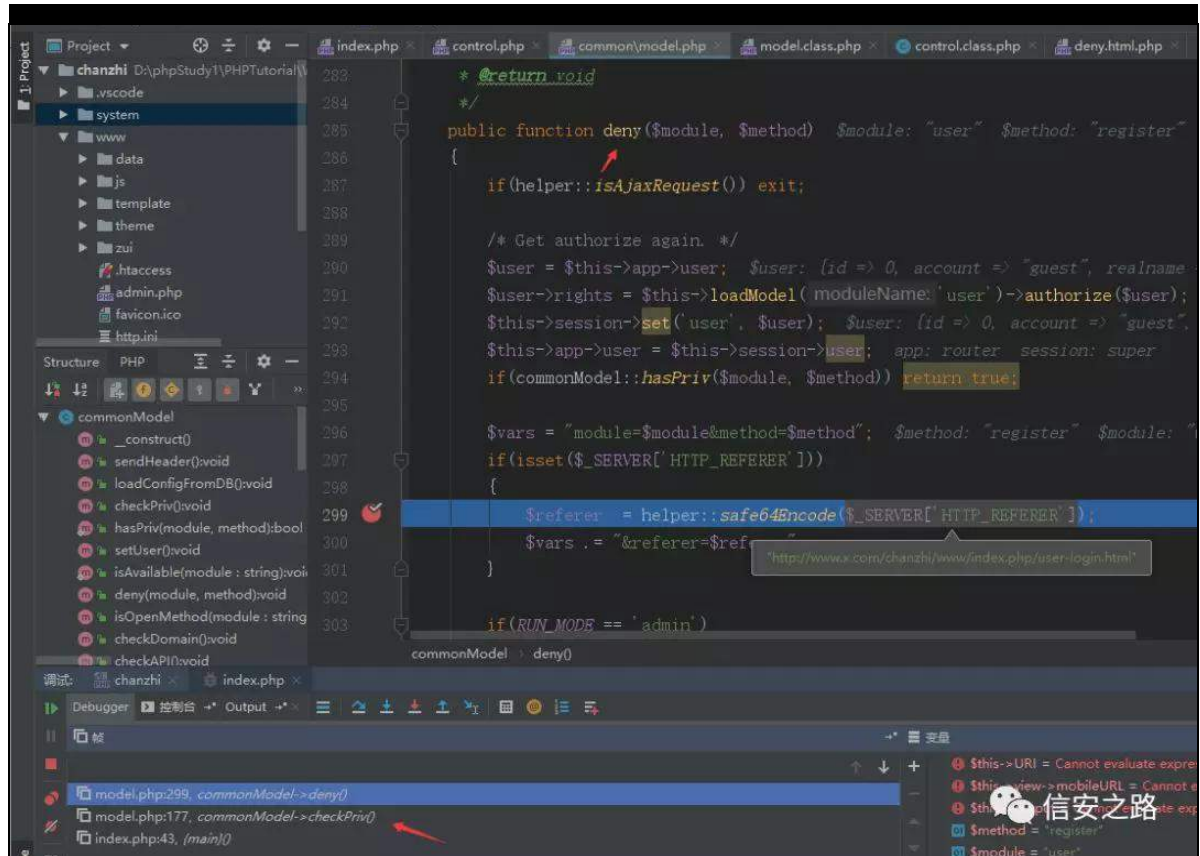 1: Project
Project
index.php
control.php
common\model.php
model.class.php
control.class.php
deny.html.php
chanzhi D:\phpStudy1\PHPTutorial\
.vscode
system
www
data
js
template
theme
zui
.htaccess
admin.php
favicon.ico
http.ini
Structure PHP
commonModel
__construct()
sendHeader():void
loadConfigFromDB():void
checkPriv():void
hasPriv(module, method):bool
setUser():void
isAvailable(module : string):voi
deny(module, method):void
isOpenMethod(module : string
checkDomain():void
checkAPI():void
283 * @return void
284 */
285 public function deny($module, $method) $module: "user" $method: "register"
286 {
287 if(helper::isAjaxRequest()) exit;
288
289 /* Get authorize again. */
290 $user = $this->app->user; $user: {id => 0, account => "guest", realname
291 $user->rights = $this->loadModel( moduleName: 'user')->authorize($user);
292 $this->session->set('user', $user); $user: {id => 0, account => "guest",
293 $this->app->user = $this->session->user; app: router session: super
294 if(commonModel::hasPriv($module, $method)) return true;
295
296 $vars = "module=$module&method=$method"; $method: "register" $module: "
297 if(isset($_SERVER['HTTP_REFERER']))
298 {
299 $referer = helper::safe64Encode($_SERVER['HTTP_REFERER']);
300 $vars .= "&referer=$refe
"http://www.x.com/chanzhi/www/index.php/user-login.html"
301 }
302
303 if(RUN_MODE == 'admin')
commonModel › deny()
调试: chanzhi index.php
Debugger 控制台 Output
帧
变量
model.php:299, commonModel->deny()
model.php:177, commonModel->checkPriv()
index.php:43, {main}()
$this->URI = Cannot evaluate expre
$this->view->mobileURL = Cannot e
$method = "register"
$module = "user"
信安之路